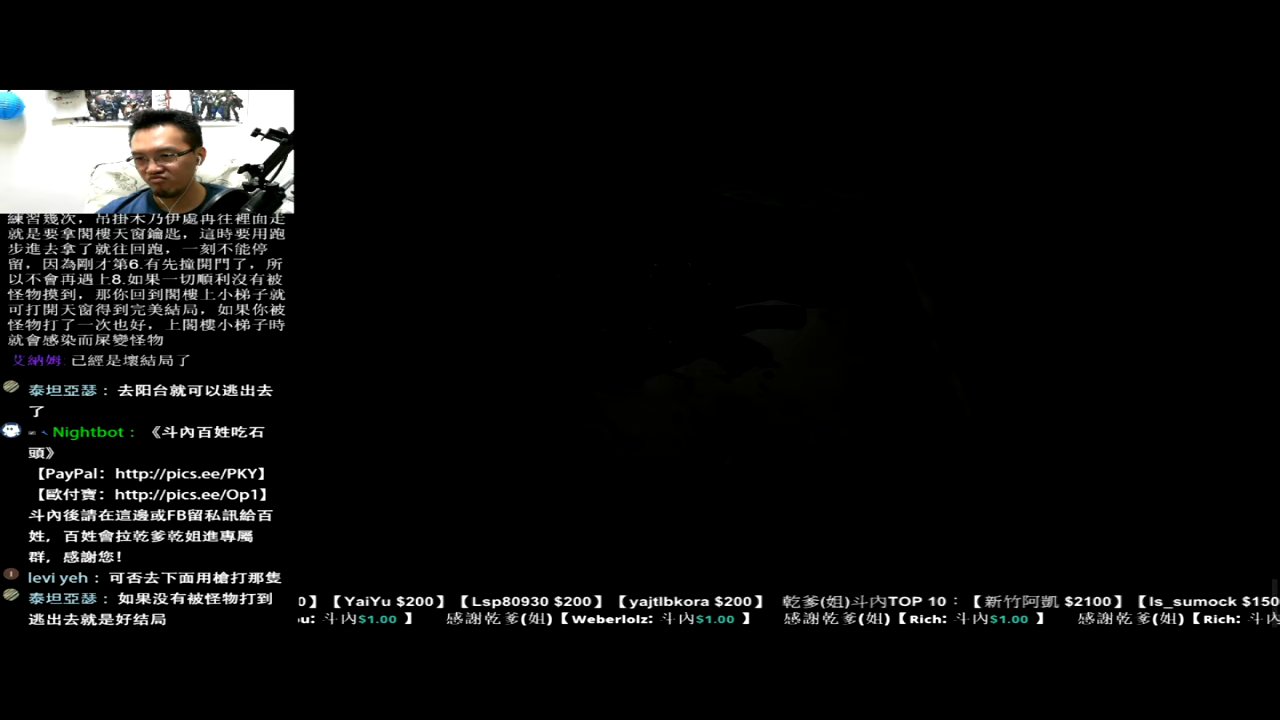 練習幾次，吊掛木乃伊處再往裡面走
就是要拿閣樓天窗鑰匙，這時要用跑
步進去拿了就往回跑，一刻不能停
留，因為剛才第6.有先撞開門了，所
以不會再遇上8.如果一切順利沒有被
怪物摸到，那你回到閣樓上小梯子就
可打開天窗得到完美結局，如果你被
怪物打了一次也好，上閣樓小梯子時
就會感染而屎變怪物
艾納姆: 已經是壞結局了
泰坦亞瑟： 去阳台就可以逃出去
了
Nightbot： 《斗內百姓吃石
頭》
【PayPal：http://pics.ee/PKY】
【歐付寶：http://pics.ee/Op1】
斗內後請在這邊或FB留私訊給百
姓，百姓會拉乾爹乾姐進專屬
群，感謝您！
levi yeh： 可否去下面用槍打那隻
泰坦亞瑟： 如果没有被怪物打到
逃出去就是好结局
0】【YaiYu $200】【Lsp80930 $200】【yajtlbkora $200】 乾爹(姐)斗內TOP 10：【新竹阿凱 $2100】【ls_sumock $150
ou: 斗內$1.00 】 感謝乾爹(姐)【Weberlolz: 斗內$1.00 】 感謝乾爹(姐)【Rich: 斗內$1.00 】 感謝乾爹(姐)【Rich: 斗內